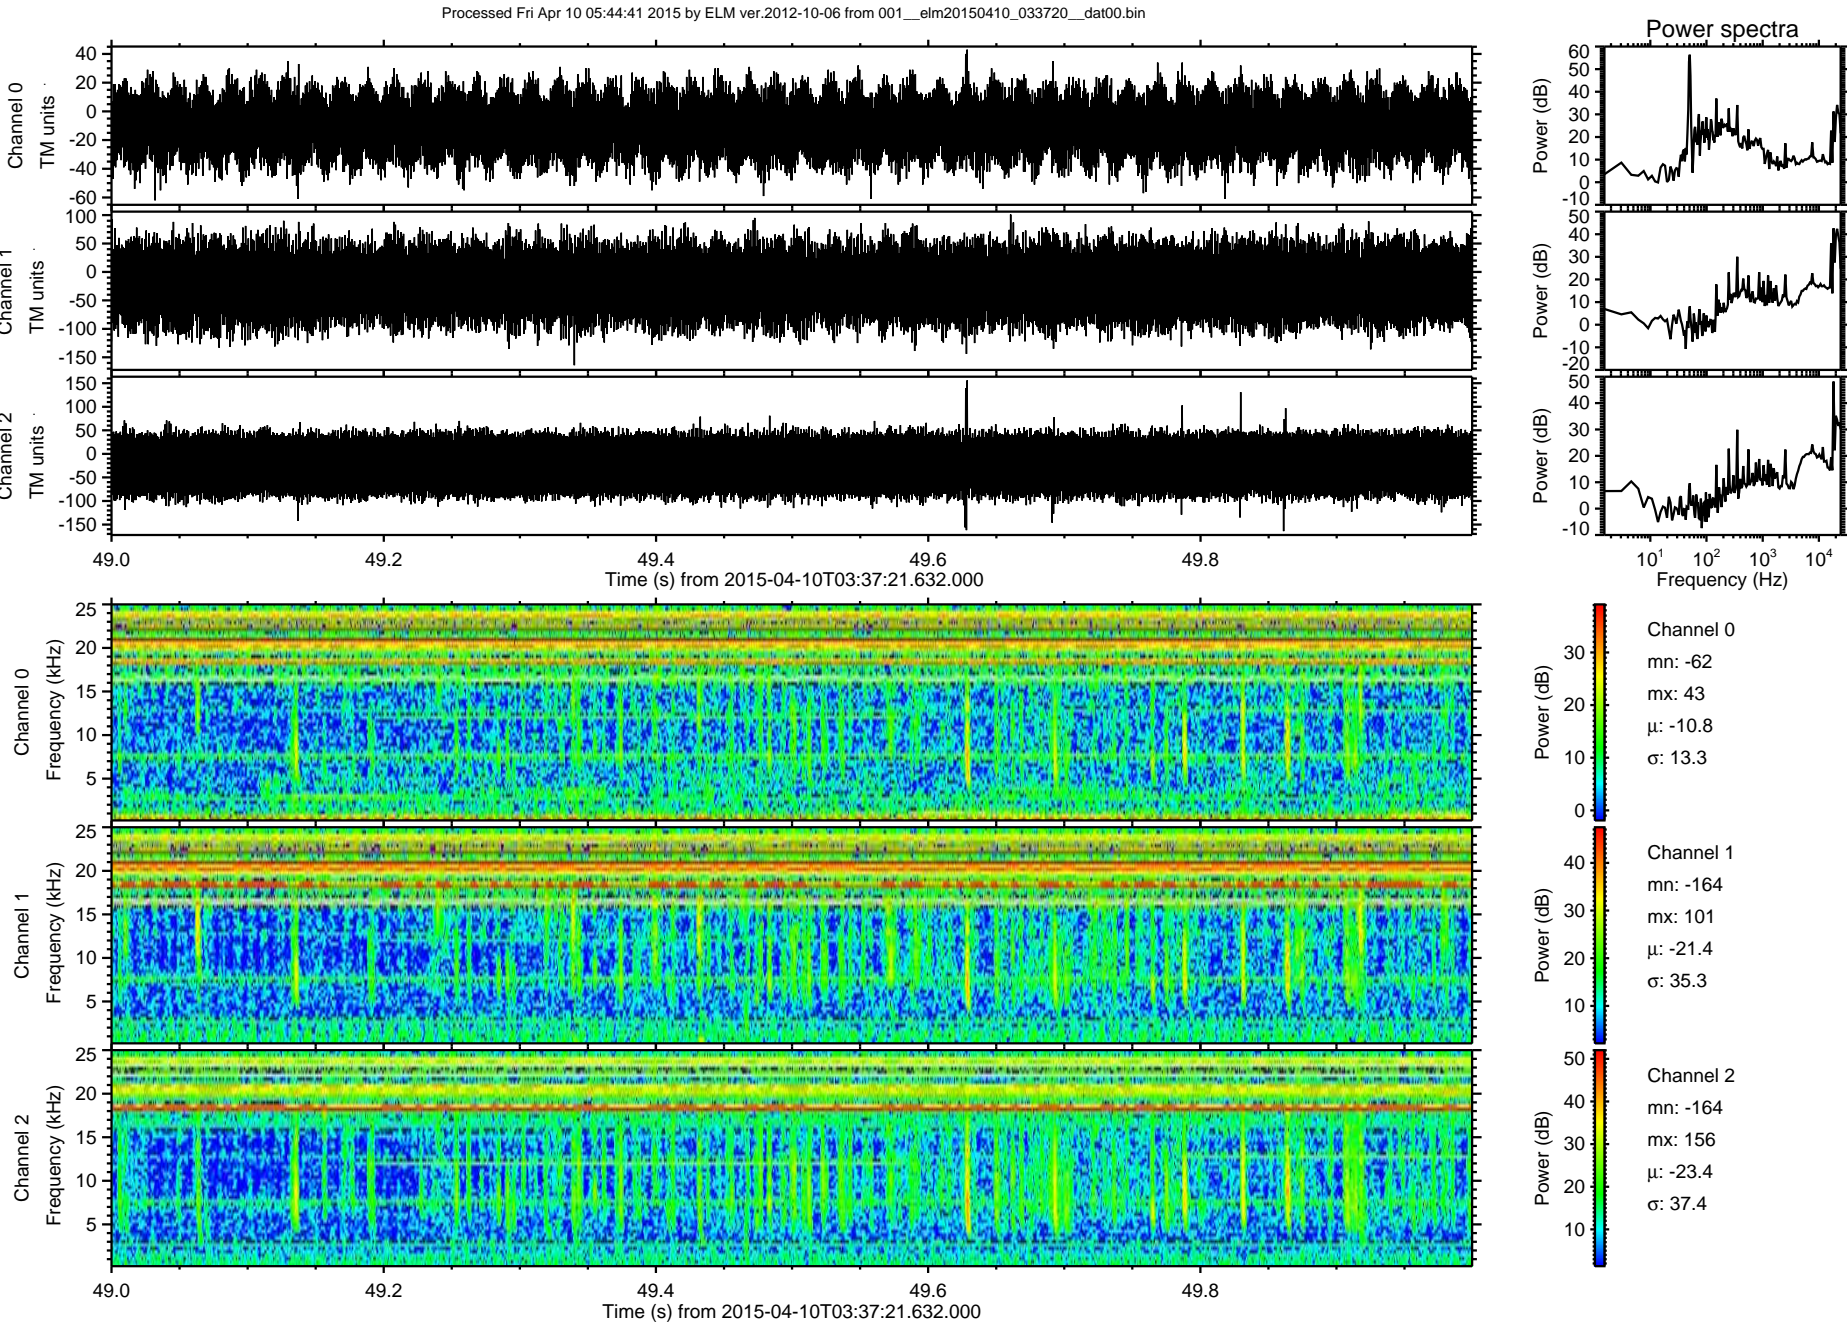 Processed Fri Apr 10 05:44:41 2015 by ELM ver.2012-10-06 from 001__elm20150410_033720__dat00.bin
Power spectra
Channel 0
TM units
40
20
0
-20
-40
-60
Power (dB)
60
50
40
30
20
10
0
-10
Channel 1
TM units
100
50
0
-50
-100
-150
Power (dB)
50
40
30
20
10
0
-10
-20
Channel 2
TM units
150
100
50
0
-50
-100
-150
Power (dB)
50
40
30
20
10
0
-10
49.0 49.2 49.4 49.6 49.8
Time (s) from 2015-04-10T03:37:21.632.000
10^1 10^2 10^3 10^4
Frequency (Hz)
Channel 0
Frequency (kHz)
25
20
15
10
5
Power (dB)
30
20
10
0
Channel 0
mn: -62
mx: 43
μ: -10.8
σ: 13.3
Channel 1
Frequency (kHz)
25
20
15
10
5
Power (dB)
40
30
20
10
Channel 1
mn: -164
mx: 101
μ: -21.4
σ: 35.3
Channel 2
Frequency (kHz)
25
20
15
10
5
Power (dB)
50
40
30
20
10
Channel 2
mn: -164
mx: 156
μ: -23.4
σ: 37.4
49.0 49.2 49.4 49.6 49.8
Time (s) from 2015-04-10T03:37:21.632.000